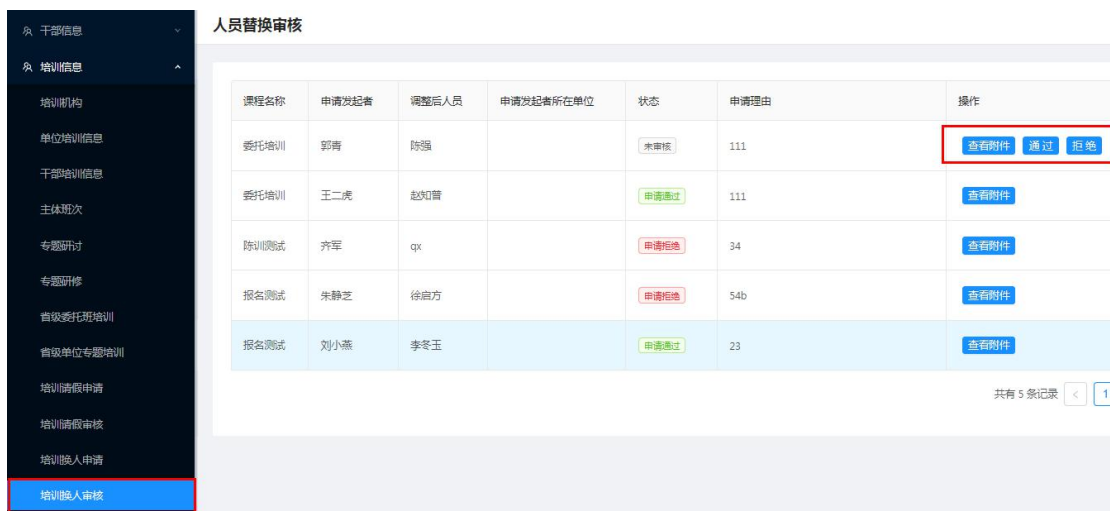 干部信息
培训信息
培训机构
单位培训信息
干部培训信息
主体班次
专题研讨
专题研修
省级委托班培训
省级单位专题培训
培训请假申请
培训请假审核
培训换人申请
培训换人审核
人员替换审核
课程名称 申请发起者 调整后人员 申请发起者所在单位 状态 申请理由 操作
委托培训 郭青 陈强 未审核 111 查看附件 通过 拒绝
委托培训 王二虎 赵知普 申请通过 111 查看附件
陈训测试 齐军 qx 申请拒绝 34 查看附件
报名测试 朱静芝 徐启方 申请拒绝 54b 查看附件
报名测试 刘小燕 李冬玉 申请通过 23 查看附件
共有 5 条记录 < 1